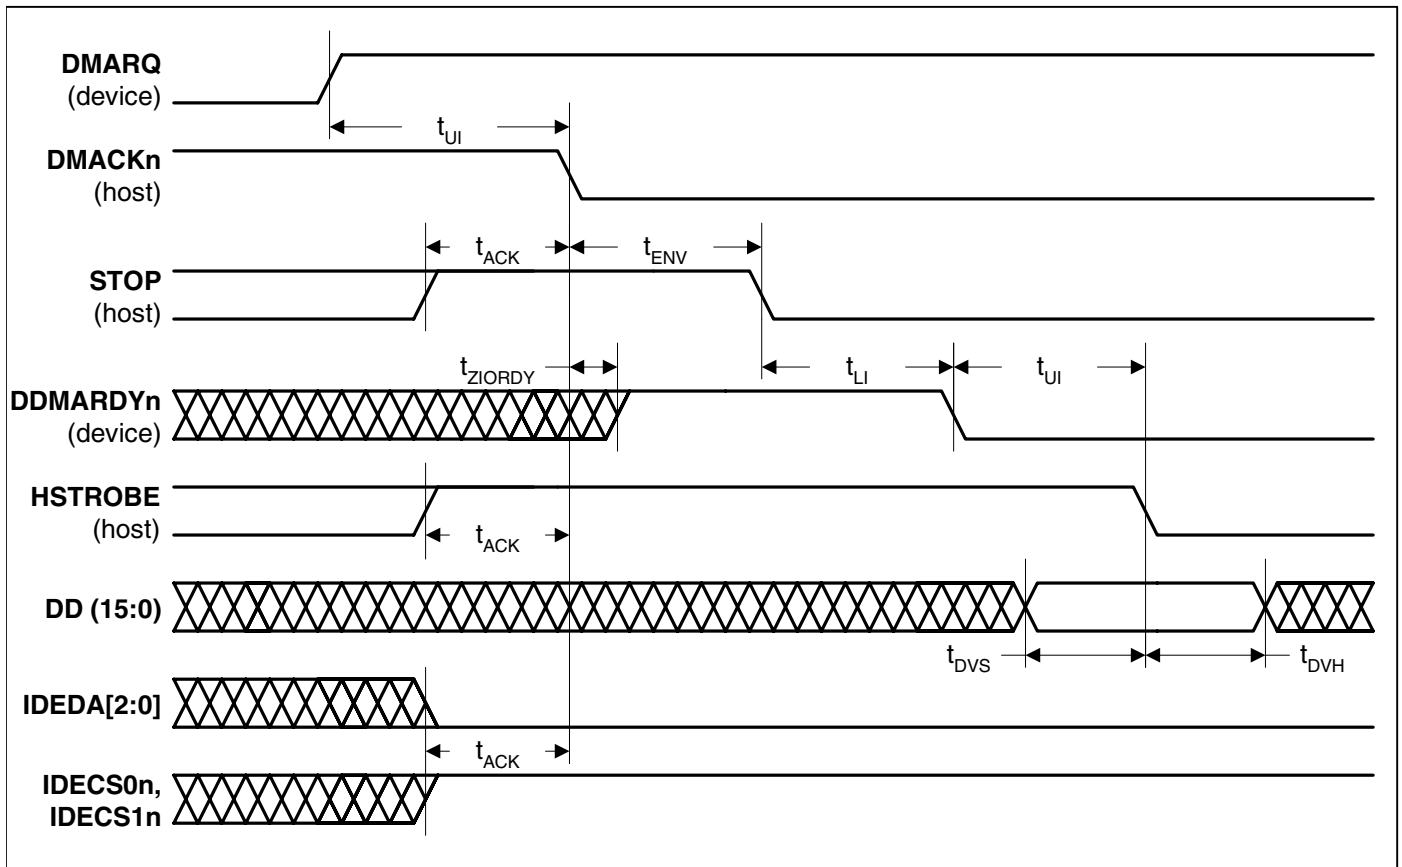 DMARQ
(device)
tUI
DMACKn
(host)
tACK
tENV
STOP
(host)
tZIORDY
tLI
tUI
DDMARDYn
(device)
HSTROBE
(host)
tACK
DD (15:0)
tDVS
tDVH
IDEDA[2:0]
tACK
IDECS0n,
IDECS1n